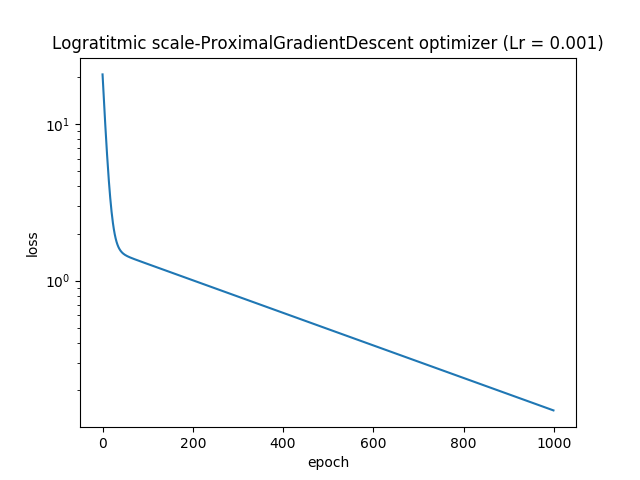 Logratitmic scale-ProximalGradientDescent optimizer (Lr = 0.001)
10¹
10⁰
loss
0 200 400 600 800 1000
epoch